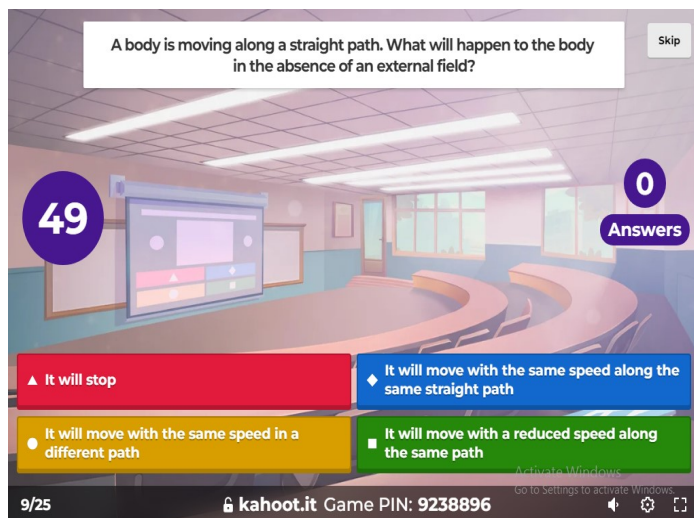 A body is moving along a straight path. What will happen to the body
in the absence of an external field?
Skip
49
0
Answers
It will stop
It will move with the same speed along the
same straight path
It will move with the same speed in a
different path
It will move with a reduced speed along
the same path
Activate Windows
Go to Settings to activate Windows.
9/25
kahoot.it Game PIN: 9238896